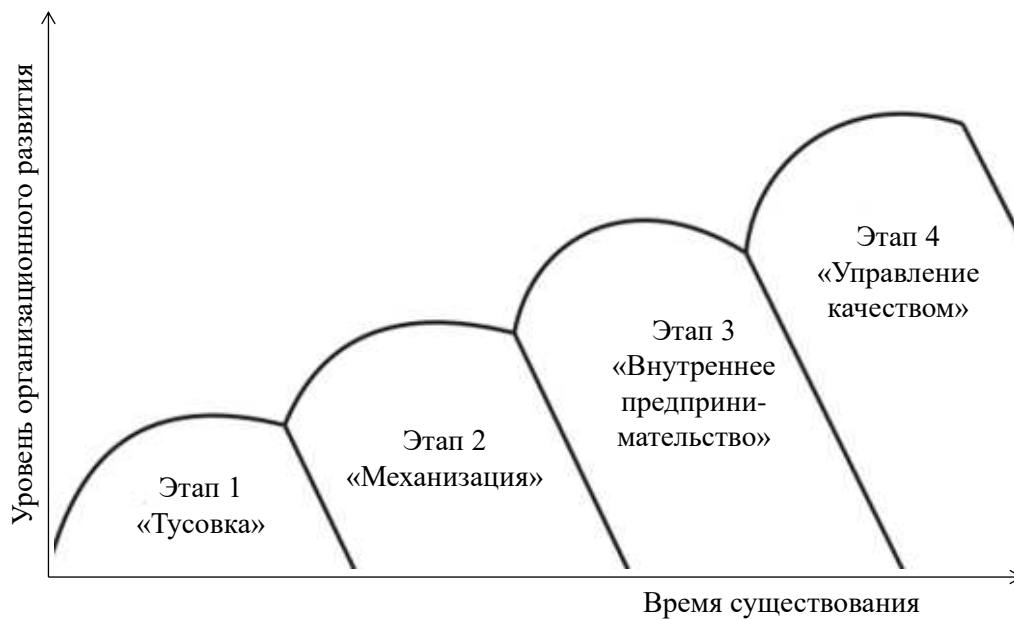 Уровень организационного развития
Этап 1
«Тусовка»
Этап 2
«Механизация»
Этап 3
«Внутреннее
предприни-
мательство»
Этап 4
«Управление
качеством»
Время существования